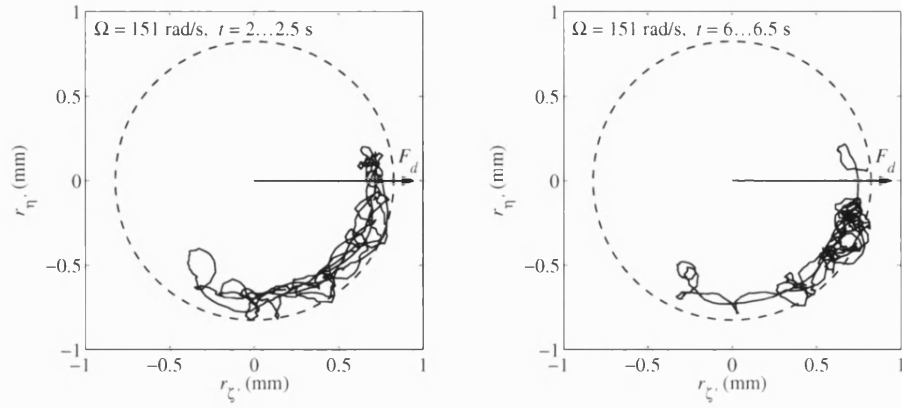 Ω = 151 rad/s, t = 2…2.5 s
1
0.5
0
−0.5
−1
−1
−0.5
0
0.5
1
r_η' (mm)
r_ζ' (mm)
F_d
Ω = 151 rad/s, t = 6…6.5 s
1
0.5
0
−0.5
−1
−1
−0.5
0
0.5
1
r_η' (mm)
r_ζ' (mm)
F_d